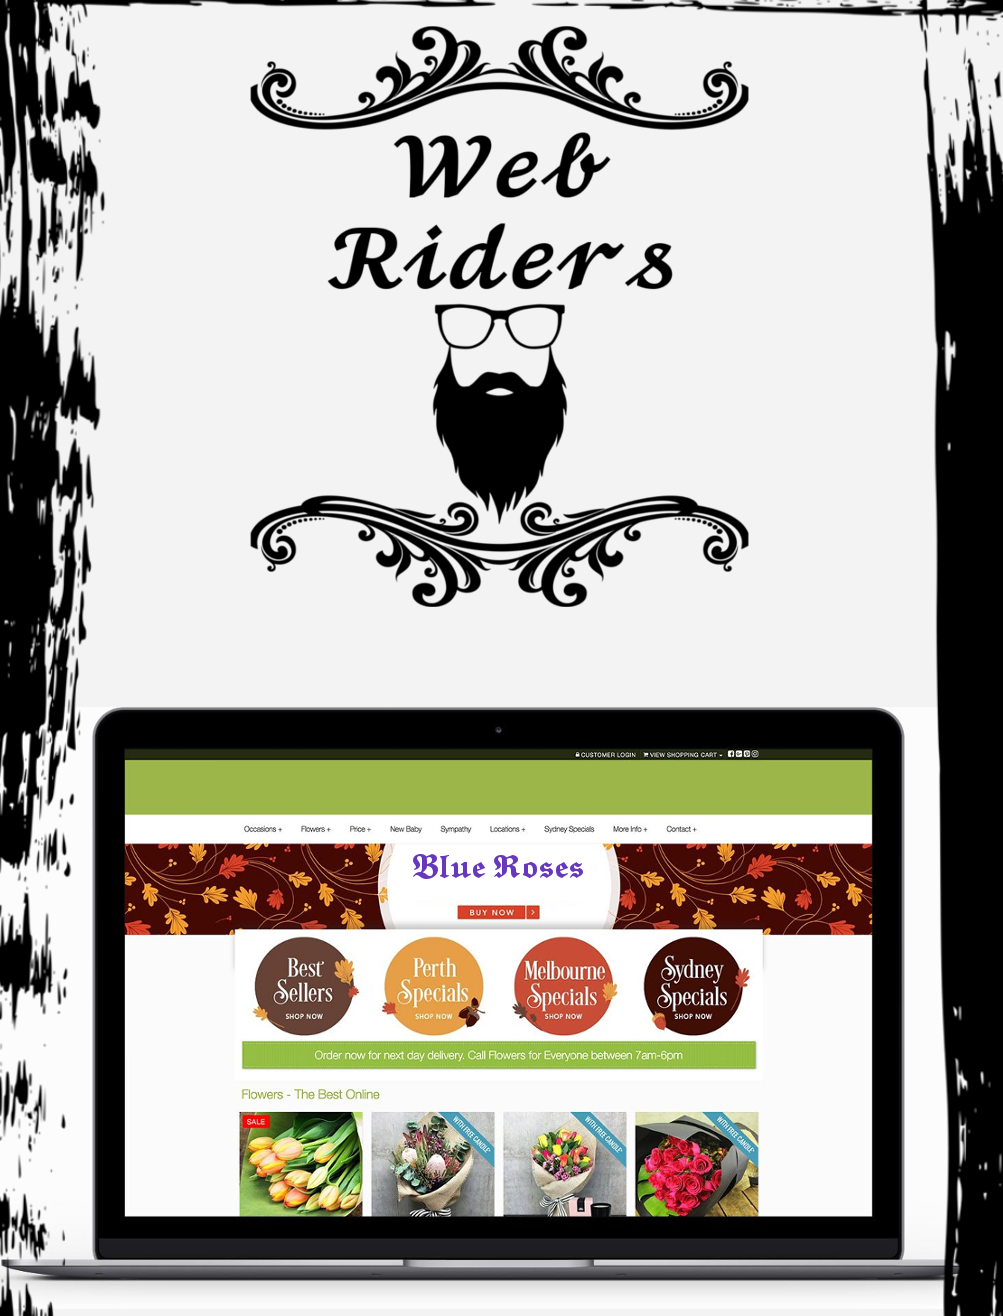 Web
Riders
CUSTOMER LOGIN VIEW SHOPPING CART
Occasions + Flowers + Price + New Baby Sympathy Locations + Sydney Specials More Info + Contact +
Blue Roses
BUY NOW
Best
Sellers
SHOP NOW
Perth
Specials
SHOP NOW
Melbourne
Specials
SHOP NOW
Sydney
Specials
SHOP NOW
Order now for next day delivery. Call Flowers for Everyone between 7am-6pm
Flowers - The Best Online
SALE
WITH FREE CANDLE*
WITH FREE CANDLE*
WITH FREE CANDLE*